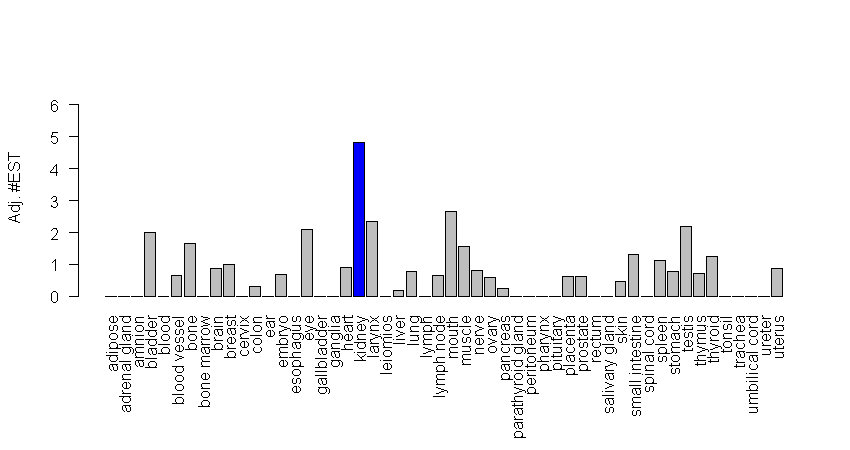 Adj. #EST
6
5
4
3
2
1
0
adipose
adrenal gland
amnion
bladder
blood
blood vessel
bone
bone marrow
brain
breast
cervix
colon
ear
embryo
esophagus
eye
gallbladder
ganglia
heart
kidney
larynx
leiomios
liver
lung
lymph
lymph node
mouth
muscle
nerve
ovary
pancreas
parathyroid gland
peritoneum
pharynx
pituitary
placenta
prostate
rectum
salivary gland
skin
small intestine
spinal cord
spleen
stomach
testis
thymus
thyroid
tonsil
trachea
umbilical cord
ureter
uterus